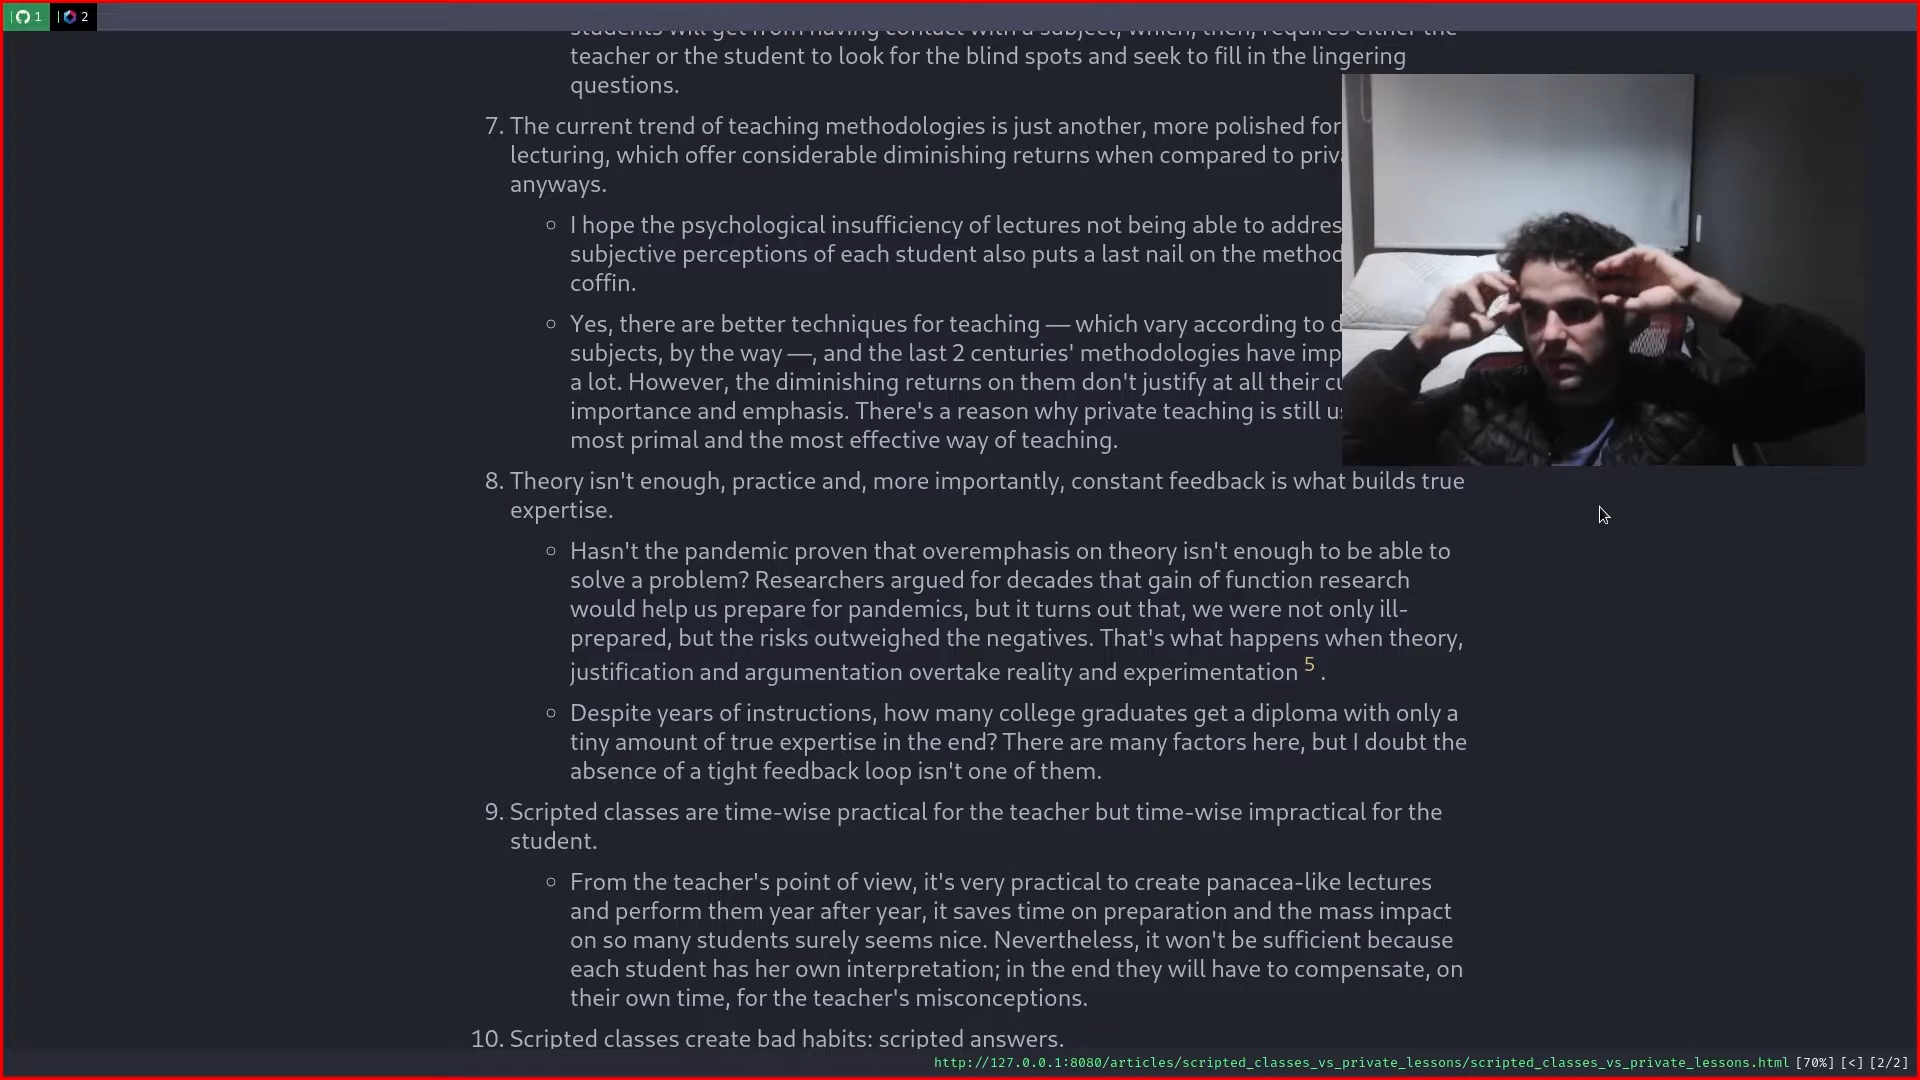 1 2
students will get from having contact with a subject, which, then, requires either the
teacher or the student to look for the blind spots and seek to fill in the lingering
questions.
7. The current trend of teaching methodologies is just another, more polished for
lecturing, which offer considerable diminishing returns when compared to priv
anyways.
◦ I hope the psychological insufficiency of lectures not being able to addres
subjective perceptions of each student also puts a last nail on the method
coffin.
◦ Yes, there are better techniques for teaching — which vary according to d
subjects, by the way —, and the last 2 centuries' methodologies have imp
a lot. However, the diminishing returns on them don't justify at all their cu
importance and emphasis. There's a reason why private teaching is still us
most primal and the most effective way of teaching.
8. Theory isn't enough, practice and, more importantly, constant feedback is what builds true
expertise.
◦ Hasn't the pandemic proven that overemphasis on theory isn't enough to be able to
solve a problem? Researchers argued for decades that gain of function research
would help us prepare for pandemics, but it turns out that, we were not only ill-
prepared, but the risks outweighed the negatives. That's what happens when theory,
justification and argumentation overtake reality and experimentation 5 .
◦ Despite years of instructions, how many college graduates get a diploma with only a
tiny amount of true expertise in the end? There are many factors here, but I doubt the
absence of a tight feedback loop isn't one of them.
9. Scripted classes are time-wise practical for the teacher but time-wise impractical for the
student.
◦ From the teacher's point of view, it's very practical to create panacea-like lectures
and perform them year after year, it saves time on preparation and the mass impact
on so many students surely seems nice. Nevertheless, it won't be sufficient because
each student has her own interpretation; in the end they will have to compensate, on
their own time, for the teacher's misconceptions.
10. Scripted classes create bad habits: scripted answers.
http://127.0.0.1:8080/articles/scripted_classes_vs_private_lessons/scripted_classes_vs_private_lessons.html [70%] [<] [2/2]